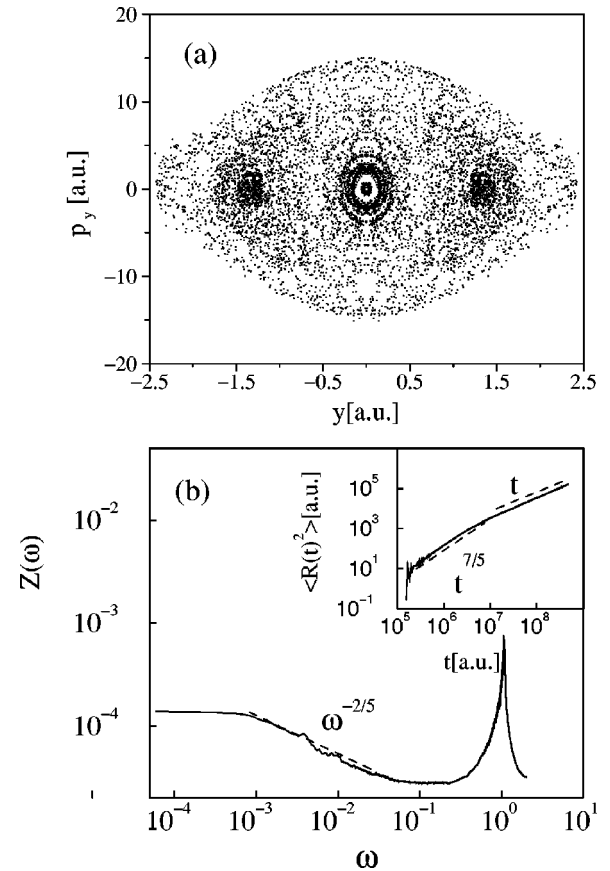 (a)
20
10
0
−10
−20
p_y [a.u.]
−2.5 −1.5 −0.5 0.5 1.5 2.5
y[a.u.]
(b)
Z(ω)
10^−2
10^−3
10^−4
ω^−2/5
10^−4 10^−3 10^−2 10^−1 10^0 10^1
ω
<R(t)^2>[a.u.]
10^5
10^3
10^1
10^−1
t
t^7/5
10^5 10^6 10^7 10^8
t[a.u.]